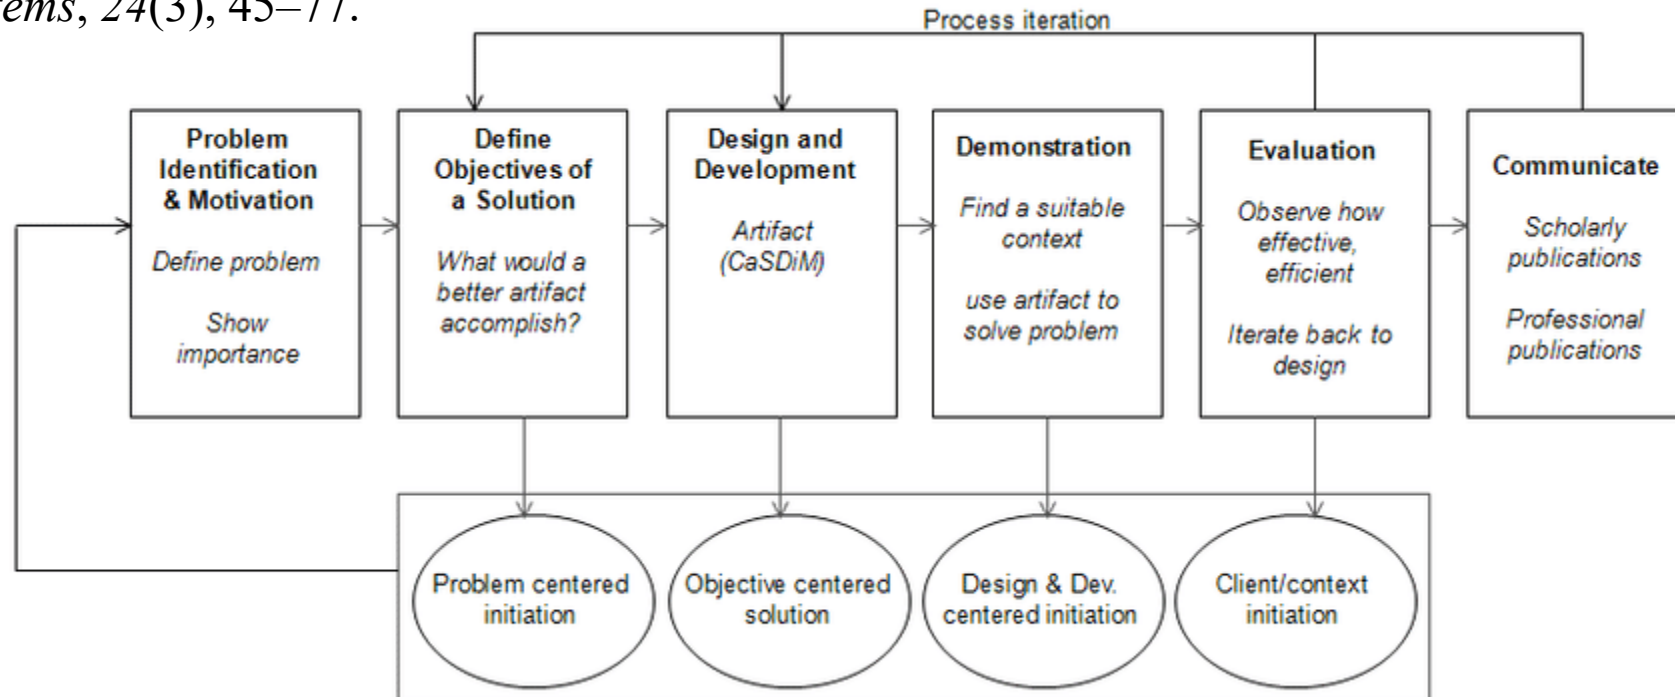 tems, 24(3), 45–77.
Process iteration
Problem
Identification
& Motivation
Define problem
Show
importance
Define
Objectives of
a Solution
What would a
better artifact
accomplish?
Design and
Development
Artifact
(CaSDiM)
Demonstration
Find a suitable
context
use artifact to
solve problem
Evaluation
Observe how
effective,
efficient
Iterate back to
design
Communicate
Scholarly
publications
Professional
publications
Problem centered
initiation
Objective centered
solution
Design & Dev.
centered initiation
Client/context
initiation